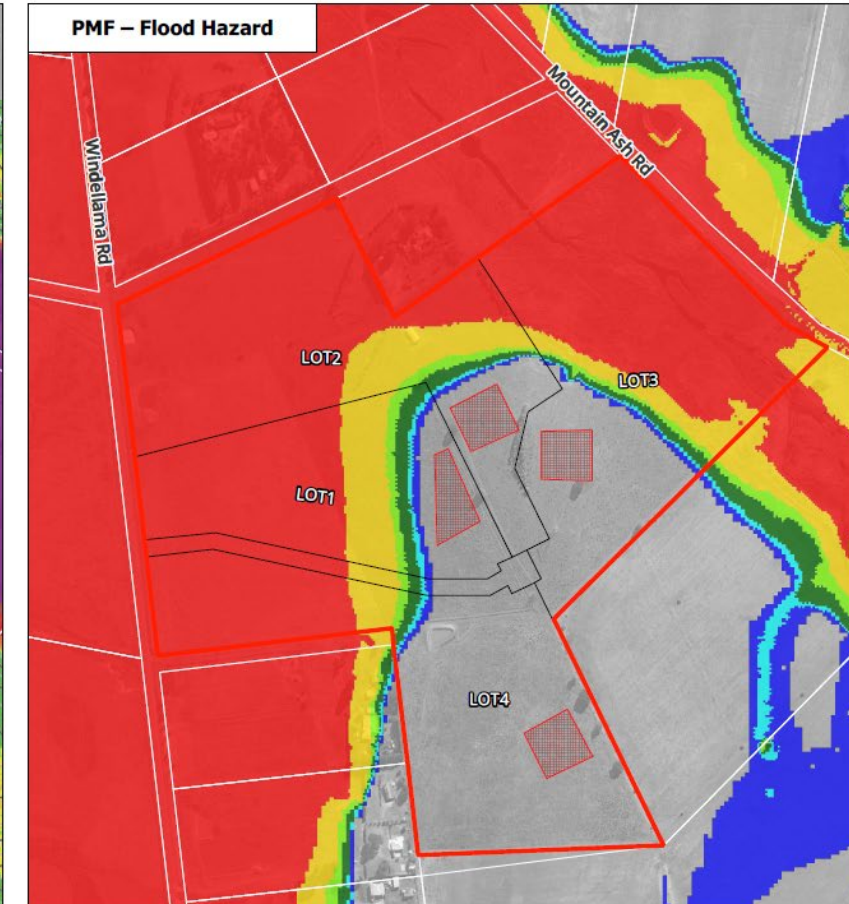 PMF – Flood Hazard
Mountain Ash Rd
Windellama Rd
LOT2
LOT3
LOT1
LOT4